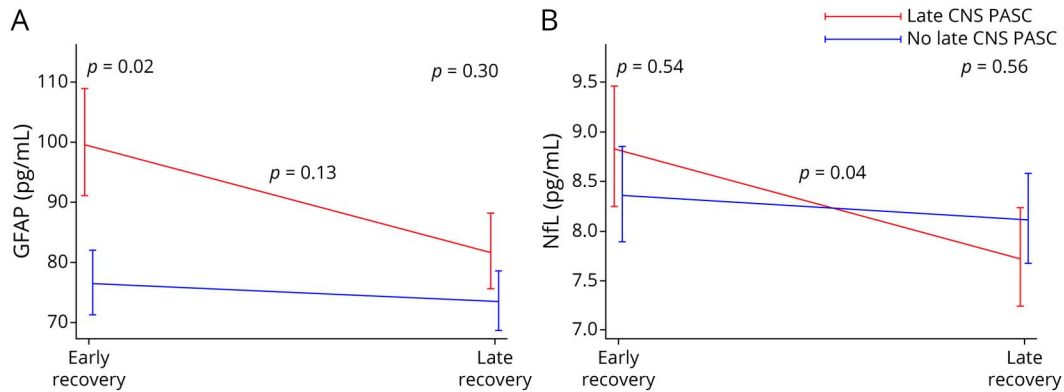 A
B
Late CNS PASC
No late CNS PASC
p = 0.02
p = 0.30
p = 0.13
GFAP (pg/mL)
110
100
90
80
70
Early
recovery
Late
recovery
p = 0.54
p = 0.56
p = 0.04
NfL (pg/mL)
9.5
9.0
8.5
8.0
7.5
7.0
Early
recovery
Late
recovery